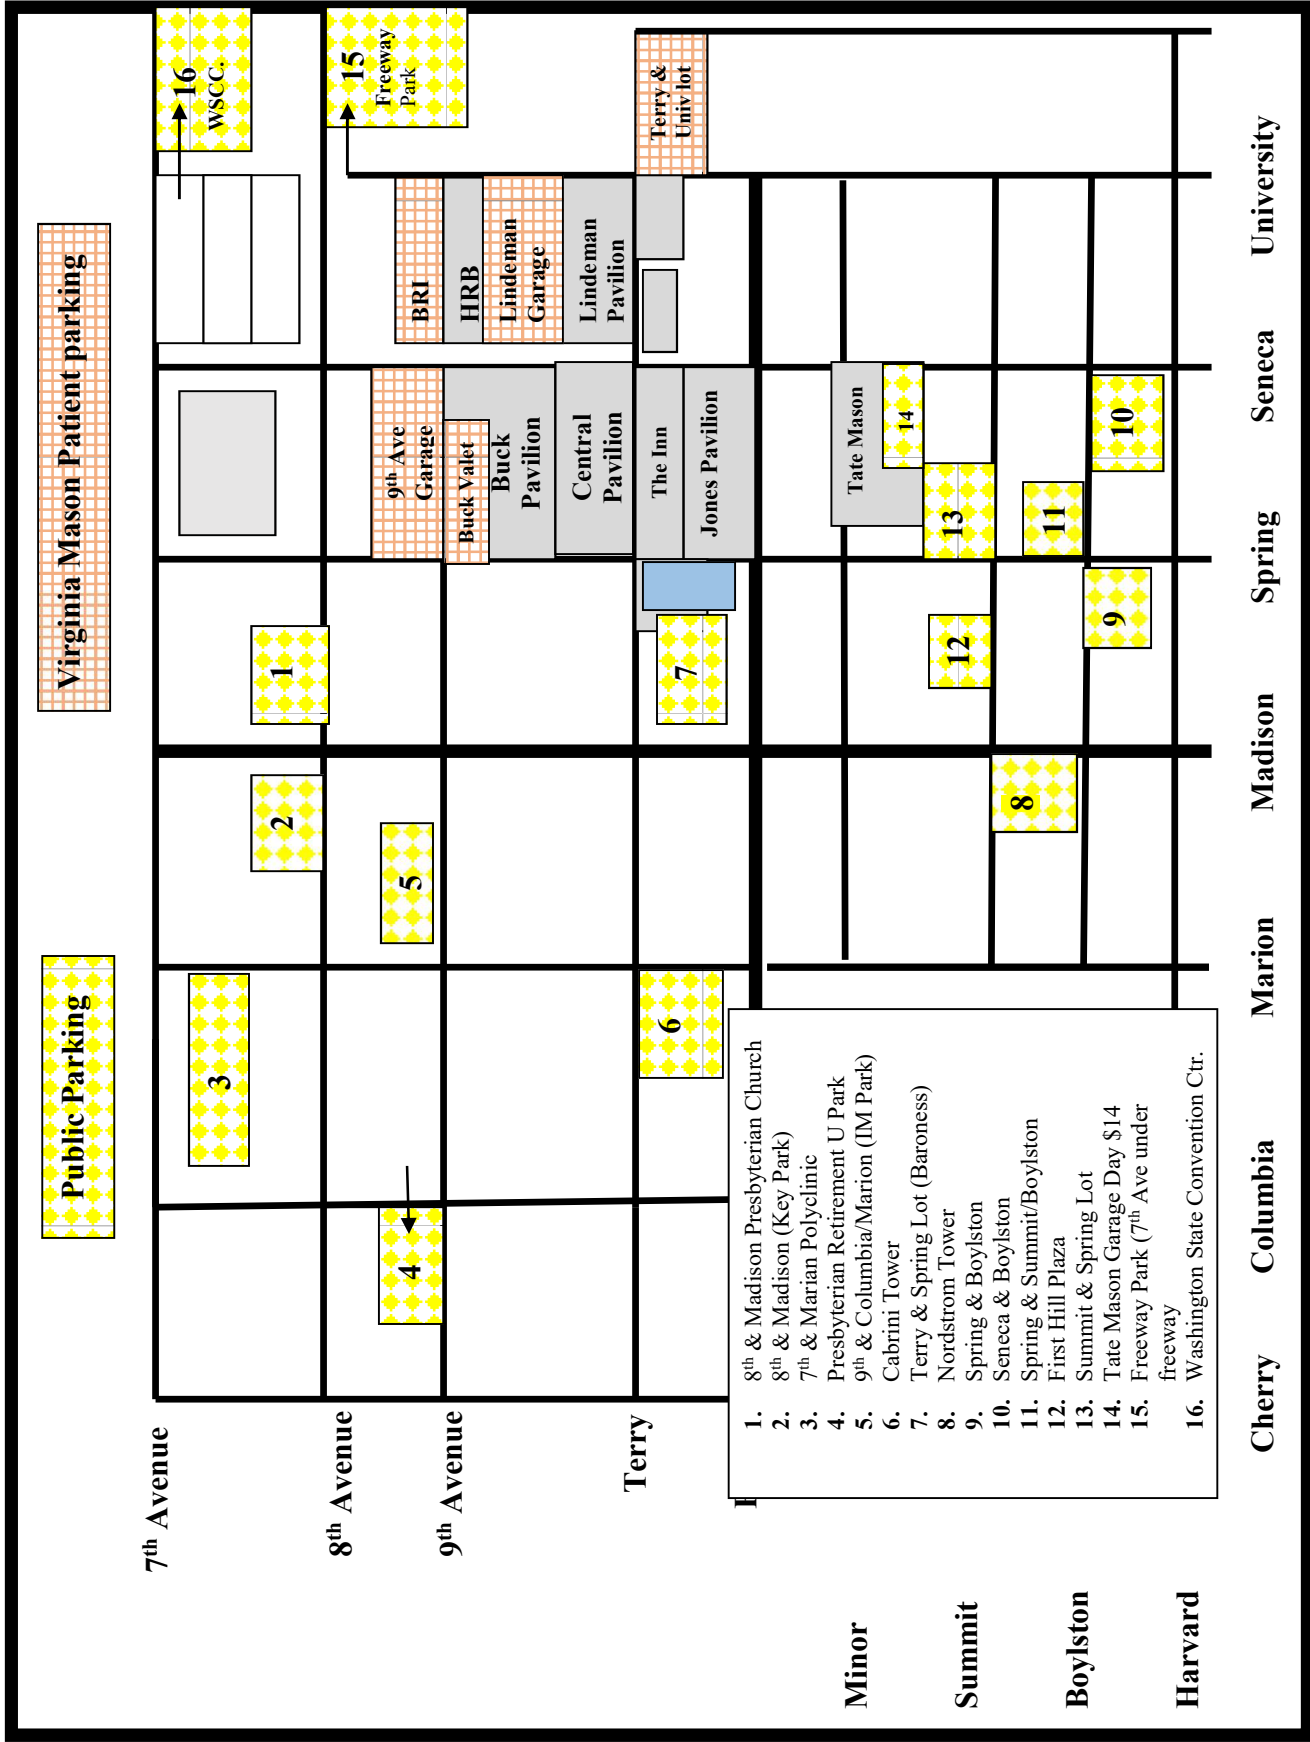 Public Parking
Virginia Mason Patient parking
7th Avenue
8th Avenue
9th Avenue
Terry
Minor
Summit
Boylston
Harvard
Cherry
Columbia
Marion
Madison
Spring
Seneca
University
16
WSCC.
15
Freeway
Park
Terry &
Univ lot
BRI
HRB
Lindeman
Garage
Lindeman
Pavilion
9th Ave
Garage
Buck Valet
Buck
Pavilion
Central
Pavilion
The Inn
Jones Pavilion
Tate Mason
14
13
10
11
1
7
12
9
2
5
8
3
6
4
1. 8th & Madison Presbyterian Church
2. 8th & Madison (Key Park)
3. 7th & Marian Polyclinic
4. Presbyterian Retirement U Park
5. 9th & Columbia/Marion (IM Park)
6. Cabrini Tower
7. Terry & Spring Lot (Baroness)
8. Nordstrom Tower
9. Spring & Boylston
10. Seneca & Boylston
11. Spring & Summit/Boylston
12. First Hill Plaza
13. Summit & Spring Lot
14. Tate Mason Garage Day $14
15. Freeway Park (7th Ave under
freeway
16. Washington State Convention Ctr.